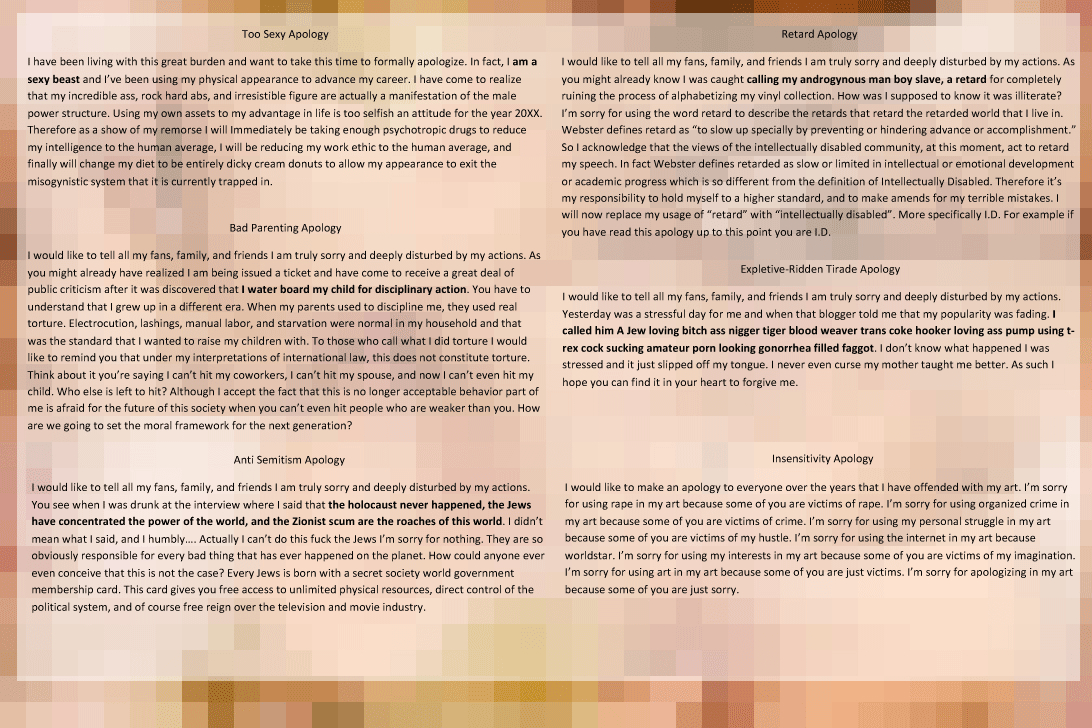 Too Sexy Apology
I have been living with this great burden and want to take this time to formally apologize. In fact, I am a
sexy beast and I've been using my physical appearance to advance my career. I have come to realize
that my incredible ass, rock hard abs, and irresistible figure are actually a manifestation of the male
power structure. Using my own assets to my advantage in life is too selfish an attitude for the year 20XX.
Therefore as a show of my remorse I will Immediately be taking enough psychotropic drugs to reduce
my intelligence to the human average, I will be reducing my work ethic to the human average, and
finally will change my diet to be entirely dicky cream donuts to allow my appearance to exit the
misogynistic system that it is currently trapped in.
Bad Parenting Apology
I would like to tell all my fans, family, and friends I am truly sorry and deeply disturbed by my actions. As
you might already have realized I am being issued a ticket and have come to receive a great deal of
public criticism after it was discovered that I water board my child for disciplinary action. You have to
understand that I grew up in a different era. When my parents used to discipline me, they used real
torture. Electrocution, lashings, manual labor, and starvation were normal in my household and that
was the standard that I wanted to raise my children with. To those who call what I did torture I would
like to remind you that under my interpretations of international law, this does not constitute torture.
Think about it you're saying I can't hit my coworkers, I can't hit my spouse, and now I can't even hit my
child. Who else is left to hit? Although I accept the fact that this is no longer acceptable behavior part of
me is afraid for the future of this society when you can't even hit people who are weaker than you. How
are we going to set the moral framework for the next generation?
Anti Semitism Apology
I would like to tell all my fans, family, and friends I am truly sorry and deeply disturbed by my actions.
You see when I was drunk at the interview where I said that the holocaust never happened, the Jews
have concentrated the power of the world, and the Zionist scum are the roaches of this world. I didn't
mean what I said, and I humbly.... Actually I can't do this fuck the Jews I'm sorry for nothing. They are so
obviously responsible for every bad thing that has ever happened on the planet. How could anyone ever
even conceive that this is not the case? Every Jews is born with a secret society world government
membership card. This card gives you free access to unlimited physical resources, direct control of the
political system, and of course free reign over the television and movie industry.
Retard Apology
I would like to tell all my fans, family, and friends I am truly sorry and deeply disturbed by my actions. As
you might already know I was caught calling my androgynous man boy slave, a retard for completely
ruining the process of alphabetizing my vinyl collection. How was I supposed to know it was illiterate?
I'm sorry for using the word retard to describe the retards that retard the retarded world that I live in.
Webster defines retard as "to slow up specially by preventing or hindering advance or accomplishment."
So I acknowledge that the views of the intellectually disabled community, at this moment, act to retard
my speech. In fact Webster defines retarded as slow or limited in intellectual or emotional development
or academic progress which is so different from the definition of Intellectually Disabled. Therefore it's
my responsibility to hold myself to a higher standard, and to make amends for my terrible mistakes. I
will now replace my usage of "retard" with "intellectually disabled". More specifically I.D. For example if
you have read this apology up to this point you are I.D.
Expletive-Ridden Tirade Apology
I would like to tell all my fans, family, and friends I am truly sorry and deeply disturbed by my actions.
Yesterday was a stressful day for me and when that blogger told me that my popularity was fading. I
called him A Jew loving bitch ass nigger tiger blood weaver trans coke hooker loving ass pump using t-
rex cock sucking amateur porn looking gonorrhea filled faggot. I don't know what happened I was
stressed and it just slipped off my tongue. I never even curse my mother taught me better. As such I
hope you can find it in your heart to forgive me.
Insensitivity Apology
I would like to make an apology to everyone over the years that I have offended with my art. I'm sorry
for using rape in my art because some of you are victims of rape. I'm sorry for using organized crime in
my art because some of you are victims of crime. I'm sorry for using my personal struggle in my art
because some of you are victims of my hustle. I'm sorry for using the internet in my art because
worldstar. I'm sorry for using my interests in my art because some of you are victims of my imagination.
I'm sorry for using art in my art because some of you are just victims. I'm sorry for apologizing in my art
because some of you are just sorry.